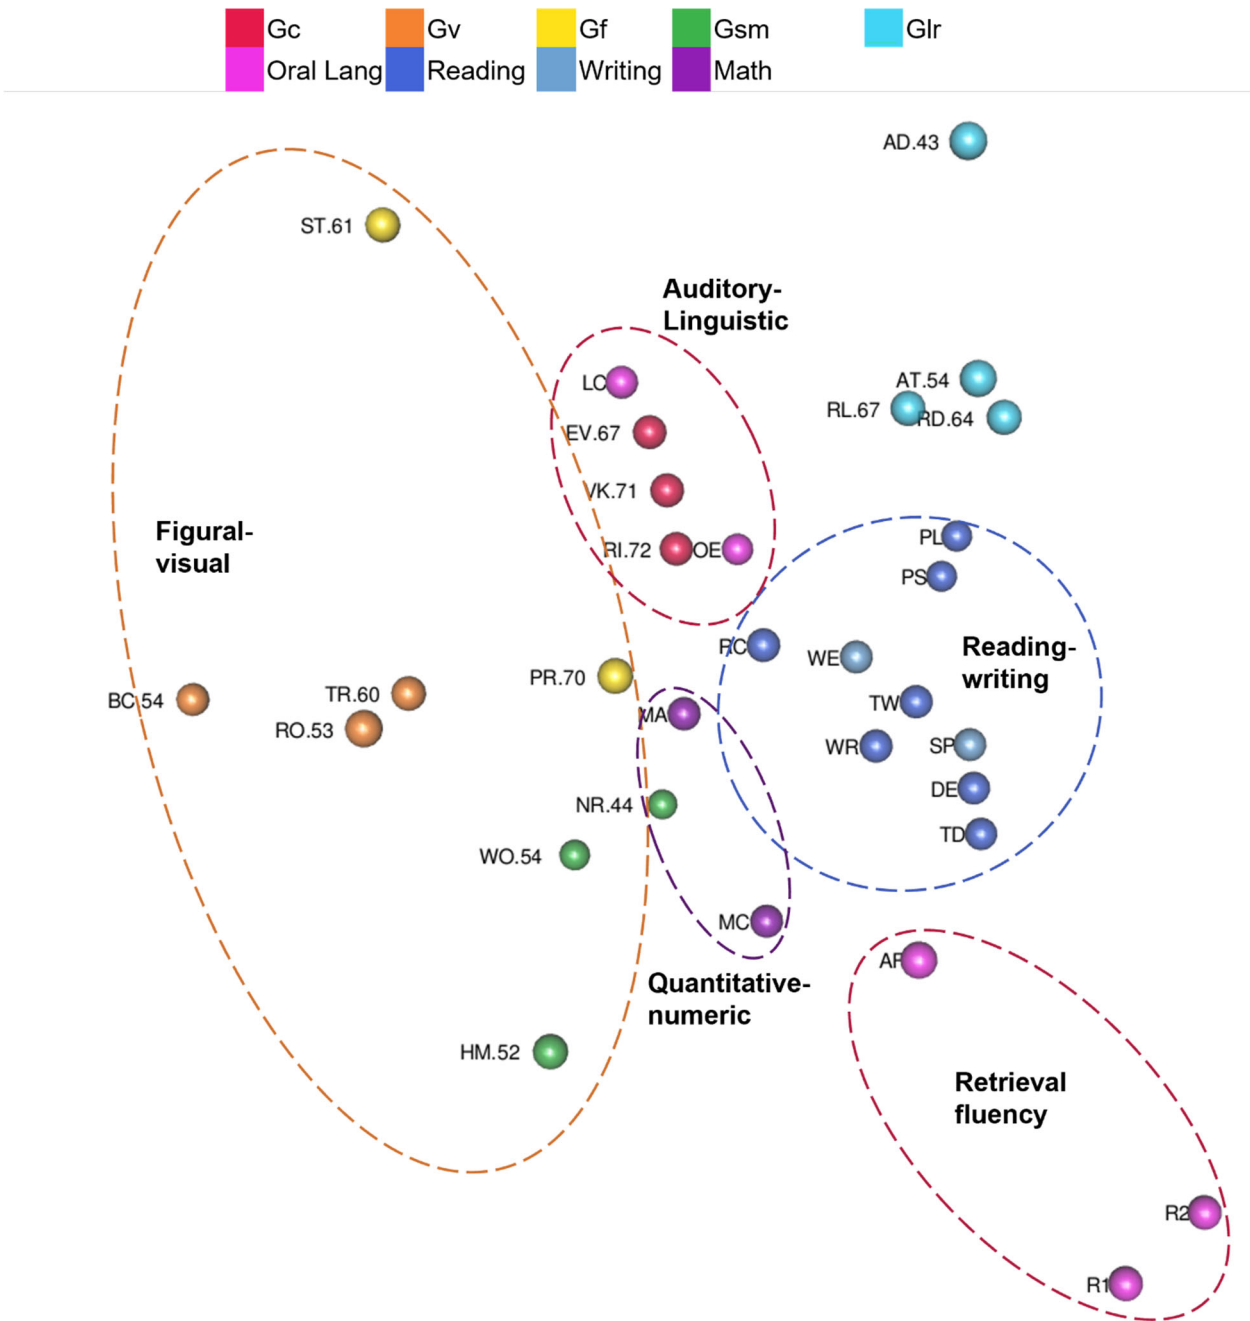 Gc Gv Gf Gsm Glr
Oral Lang Reading Writing Math
AD.43
ST.61
Auditory-
Linguistic
LC
AT.54
RL.67
RD.64
EV.67
VK.71
Figural-
visual
PL
RI.72
OE
PS
RC
WE
Reading-
writing
PR.70
BC.54
TR.60
TW
RO.53
MA
WR
SP
DE
NR.44
TD
WO.54
MC
AF
Quantitative-
numeric
HM.52
Retrieval
fluency
R2
R1